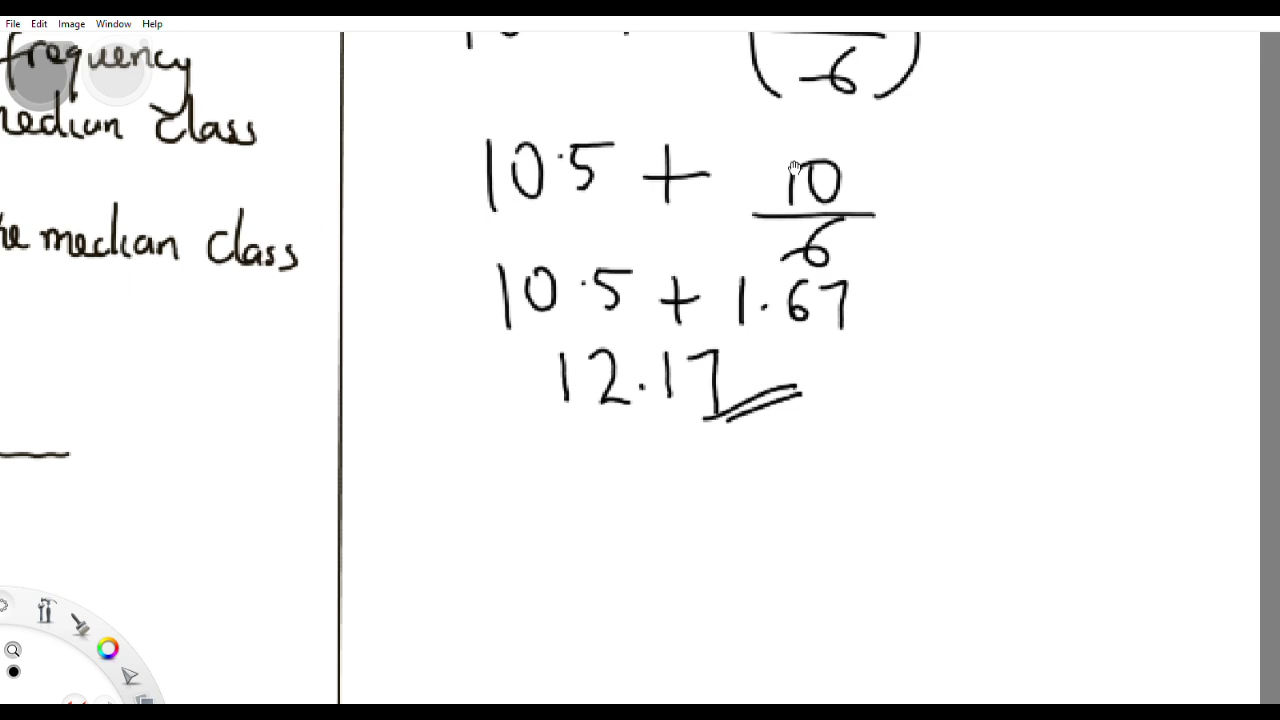 File Edit Image Window Help
frequency
median class
median class
6
10.5 + 10/6
10.5 + 1.67
12.17